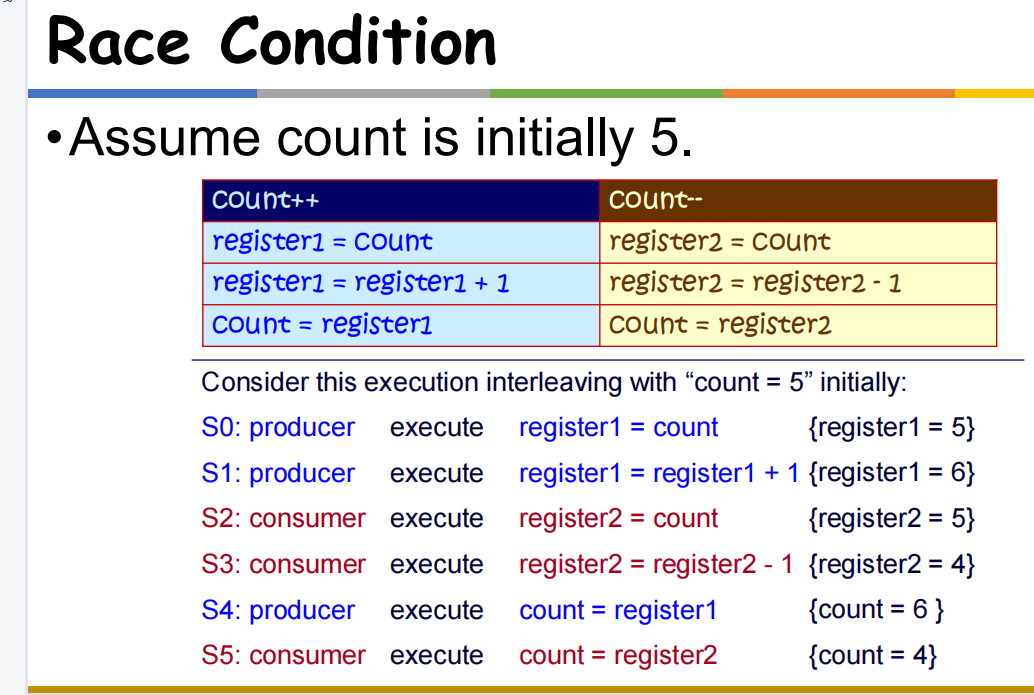 Race Condition
•Assume count is initially 5.
count++ count--
register1 = count register2 = count
register1 = register1 + 1 register2 = register2 - 1
count = register1 count = register2
Consider this execution interleaving with “count = 5” initially:
S0: producer execute register1 = count {register1 = 5}
S1: producer execute register1 = register1 + 1 {register1 = 6}
S2: consumer execute register2 = count {register2 = 5}
S3: consumer execute register2 = register2 - 1 {register2 = 4}
S4: producer execute count = register1 {count = 6 }
S5: consumer execute count = register2 {count = 4}